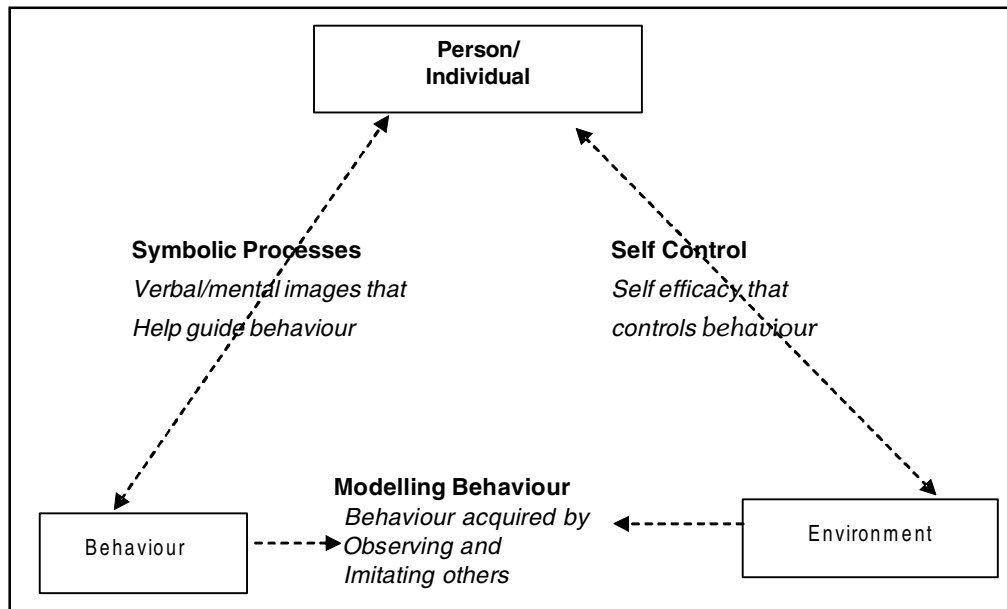 Person/
Individual
Symbolic Processes
Verbal/mental images that
Help guide behaviour
Self Control
Self efficacy that
controls behaviour
Modelling Behaviour
Behaviour acquired by
Observing and
Imitating others
Behaviour
Environment